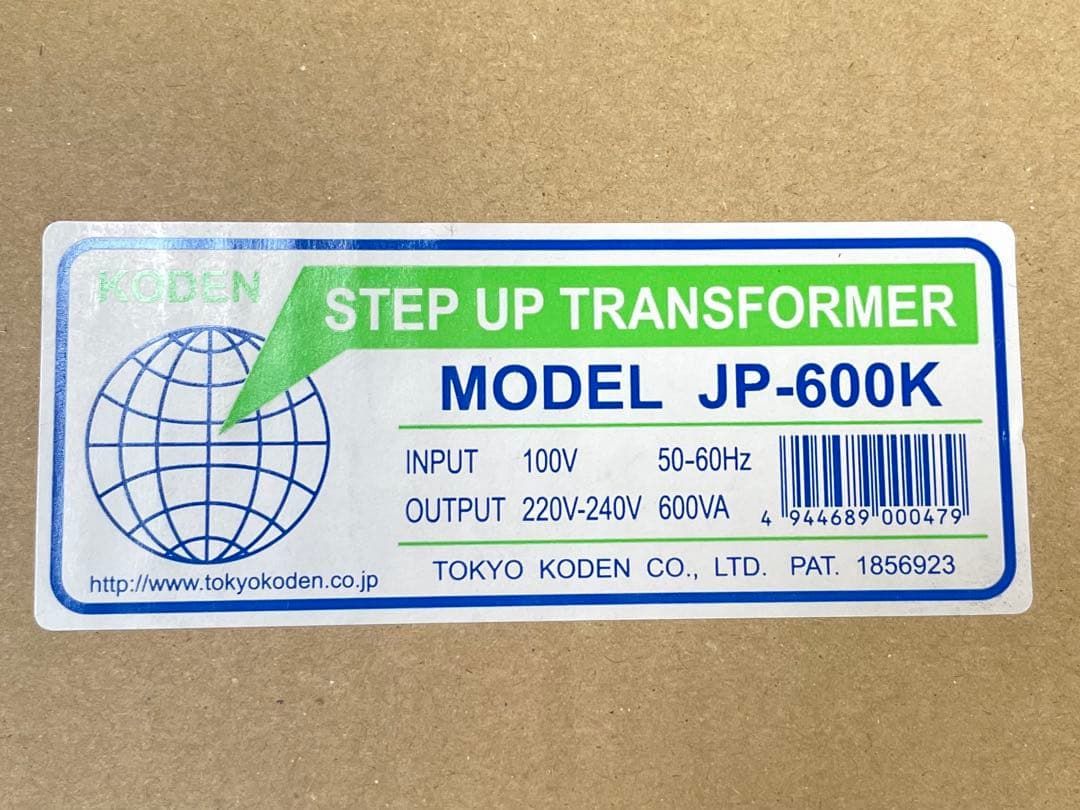 KODEN
STEP UP TRANSFORMER
MODEL JP-600K
INPUT 100V 50-60Hz
OUTPUT 220V-240V 600VA
4 944689 000479
http://www.tokyokoden.co.jp
TOKYO KODEN CO., LTD. PAT. 1856923